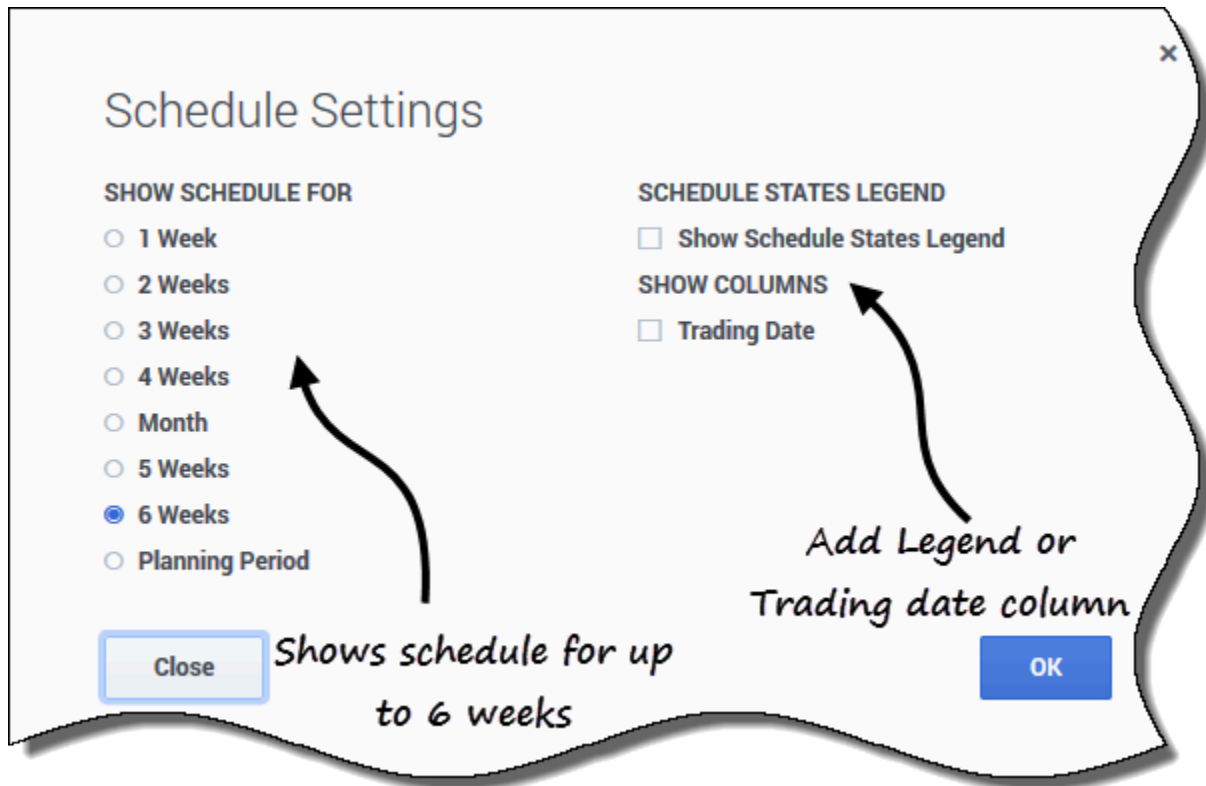 ×
Schedule Settings
SHOW SCHEDULE FOR
1 Week
2 Weeks
3 Weeks
4 Weeks
Month
5 Weeks
6 Weeks
Planning Period
SCHEDULE STATES LEGEND
Show Schedule States Legend
SHOW COLUMNS
Trading Date
Add Legend or
Trading date column
Shows schedule for up
to 6 weeks
Close
OK